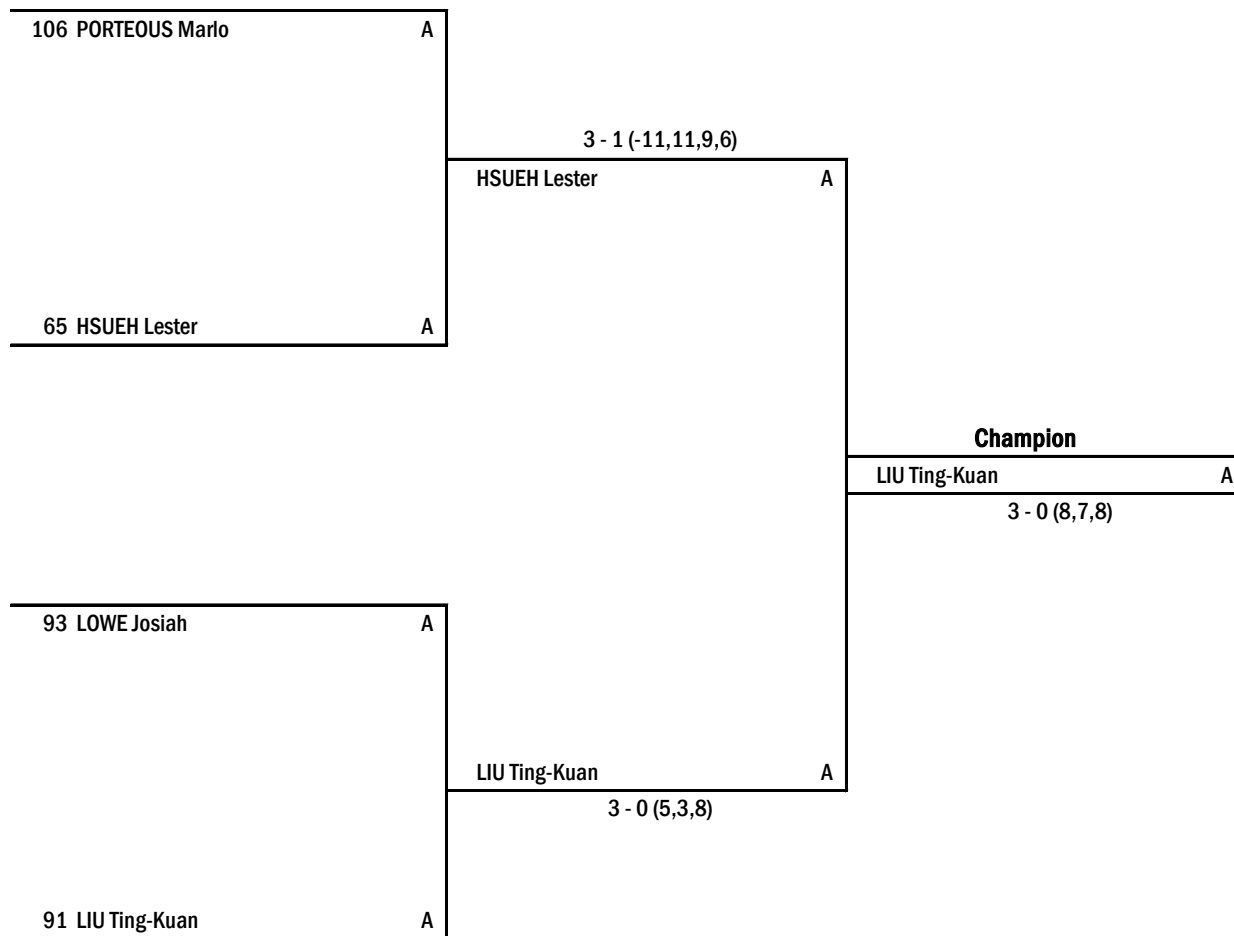 106 PORTEOUS Marlo A
3 - 1 (-11,11,9,6)
HSUEH Lester A
65 HSUEH Lester A
Champion
LIU Ting-Kuan A
3 - 0 (8,7,8)
93 LOWE Josiah A
LIU Ting-Kuan A
3 - 0 (5,3,8)
91 LIU Ting-Kuan A